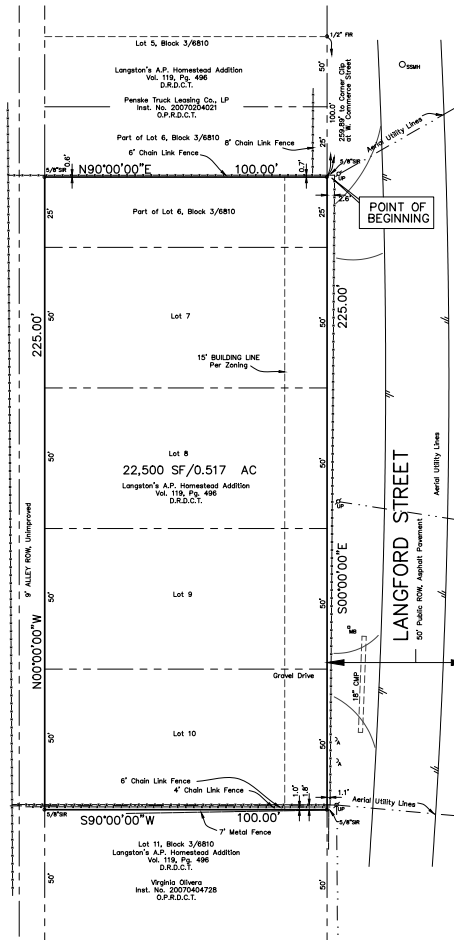 1/2" FIR
Lot 5, Block 3/6810
50'
50'
SSMH
Langston's A.P. Homestead Addition
Vol. 119, Pg. 496
D.R.D.C.T.
259.89' to Corner Clip
at W. Commerce Street
100.0'
Penske Truck Leasing Co., LP
Inst. No. 20070204021
O.P.R.D.C.T.
Aerial Utility Lines
Part of Lot 6, Block 3/6810
8' Chain Link Fence
6' Chain Link Fence
25'
5/8"SIR
0.6'
N90°00'00"E
100.00'
0.7'
5/8"SIR
UP
2.6'
POINT OF
BEGINNING
25'
Part of Lot 6, Block 3/6810
25'
225.00'
50'
Lot 7
50'
225.00'
15' BUILDING LINE
Per Zoning
50'
Lot 8
50'
22,500 SF/0.517 AC
Langston's A.P. Homestead Addition
Vol. 119, Pg. 496
D.R.D.C.T.
UP
Aerial Utility Lines
LANGFORD STREET
50' Public ROW, Asphalt Pavement
9' ALLEY ROW, Unimproved
S00°00'00"E
N00°00'00"W
50'
Lot 9
50'
MB
Gravel Drive
18" CMP
50'
Lot 10
50'
A
A
6' Chain Link Fence
4' Chain Link Fence
1.0'
1.8'
1.1'
Aerial Utility Lines
UP
5/8"SIR
S90°00'00"W
100.00'
5/8"SIR
7' Metal Fence
Lot 11, Block 3/6810
Langston's A.P. Homestead Addition
Vol. 119, Pg. 496
D.R.D.C.T.
50'
50'
Virginia Olivera
Inst. No. 20070404728
O.P.R.D.C.T.